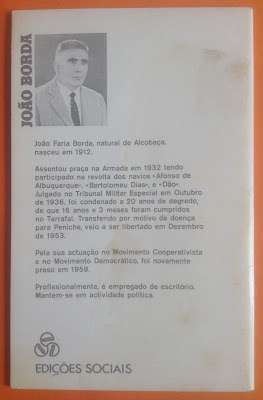 JOÃO BORDA
João Faria Borda, natural de Alcobaça,
nasceu em 1912.
Assentou praça na Armada em 1932 tendo
participado na revolta dos navios «Afonso de
Albuquerque», «Bartolomeu Dias», e «Dão».
Julgado no Tribunal Militar Especial em Outubro
de 1936, foi condenado a 20 anos de degredo,
de que 16 anos e 3 meses foram cumpridos
no Tarrafal. Transferido por motivo de doença
para Peniche, veio a ser libertado em Dezembro
de 1953.
Pela sua actuação no Movimento Cooperativista
e no Movimento Democrático, foi novamente
preso em 1959.
Profissionalmente, é empregado de escritório.
Mantem-se em actividade política.
EDIÇÕES SOCIAIS